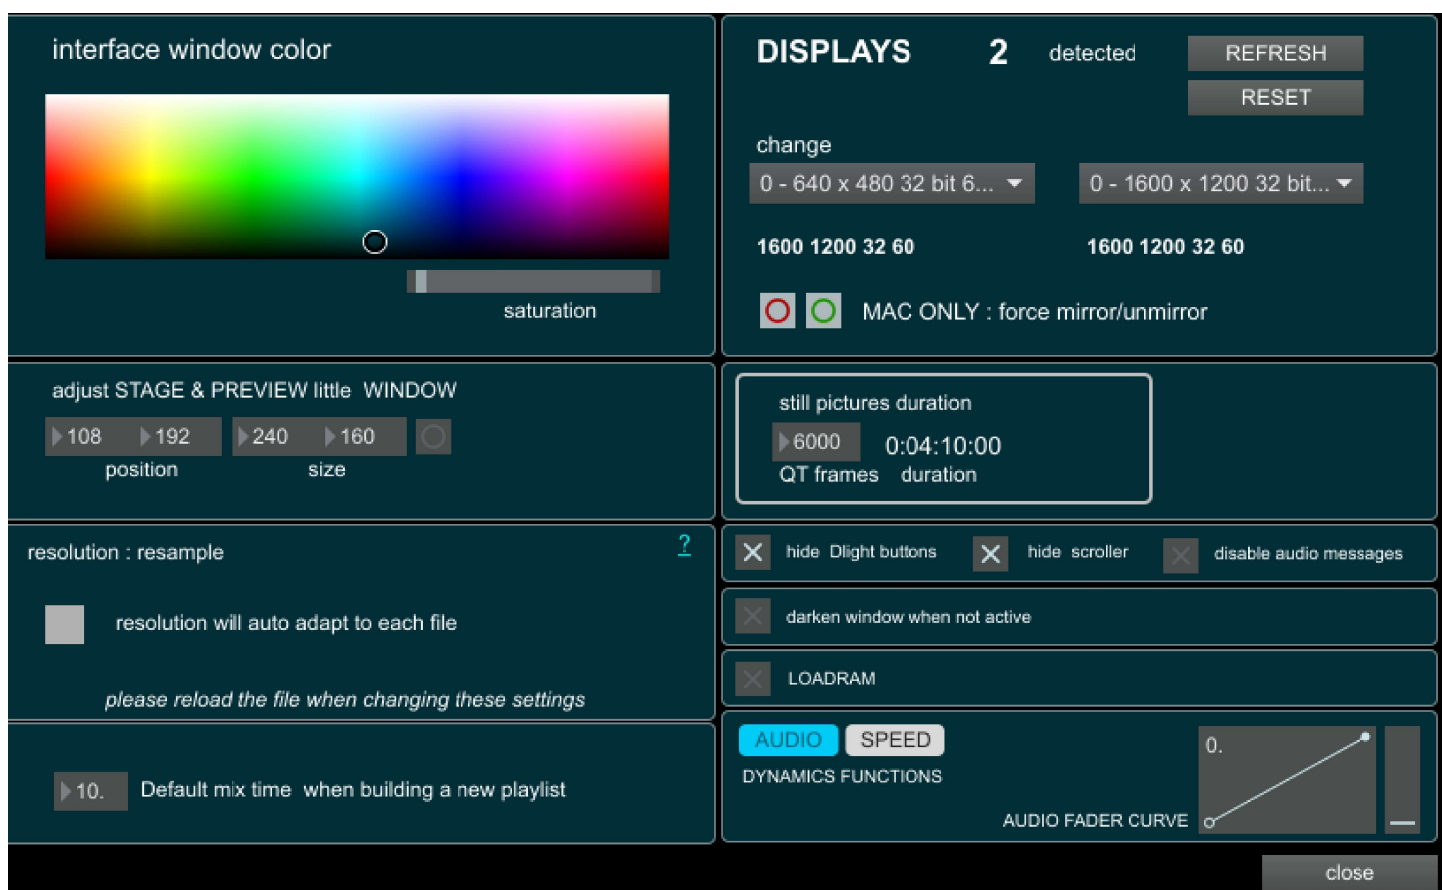 interface window color
saturation
DISPLAYS 2 detected
REFRESH
RESET
change
0 - 640 x 480 32 bit 6...
0 - 1600 x 1200 32 bit...
1600 1200 32 60
1600 1200 32 60
MAC ONLY : force mirror/unmirror
adjust STAGE & PREVIEW little WINDOW
108 192 240 160
position size
still pictures duration
6000 0:04:10:00
QT frames duration
resolution : resample ?
resolution will auto adapt to each file
please reload the file when changing these settings
hide Dlight buttons
hide scroller
disable audio messages
darken window when not active
LOADRAM
10. Default mix time when building a new playlist
AUDIO SPEED
DYNAMICS FUNCTIONS
0.
AUDIO FADER CURVE
close